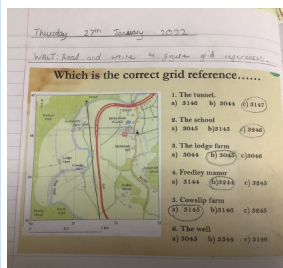 Thursday 27th January 2022
WALT: Read and write 4 figure grid references.
Which is the correct grid reference......
1. The tunnel.
a) 3146 b) 3044 c) 3147
2. The school
a) 3045 b)3145 c) 3246
3. The lodge farm
a) 3044 b) 3045 c)3046
4. Fredley manor
a) 3144 b)3244 c) 3245
5. Cowslip farm
a) 3145 b)3146 c) 3245
6. The well
a) 3045 b) 3344 c) 3146